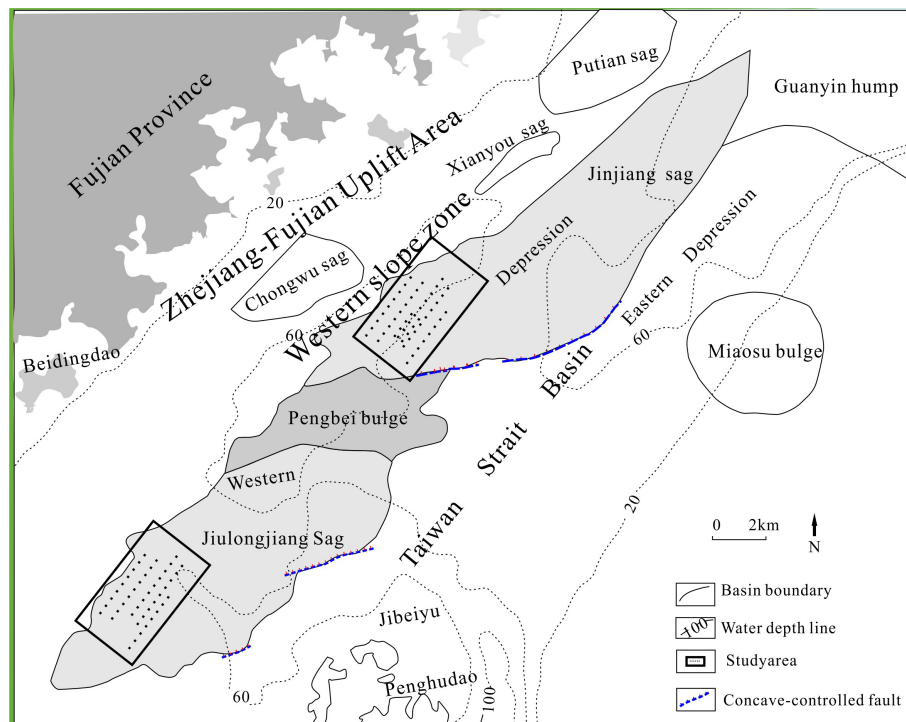 Putian sag
Guanyin hump
Fujian Province
Xianyou sag
Jinjiang sag
20
Zhejiang-Fujian Uplift Area
Chongwu sag
Western slope zone
Depression
Eastern Depression
60
60
Beidingdao
Miaosu bulge
Pengbei bulge
Taiwan Strait Basin
Western
20
Jiulongjiang Sag
0 2km
N
Basin boundary
Jibeiyu
100
Water depth line
Studyarea
Penghudao
60
100
Concave-controlled fault